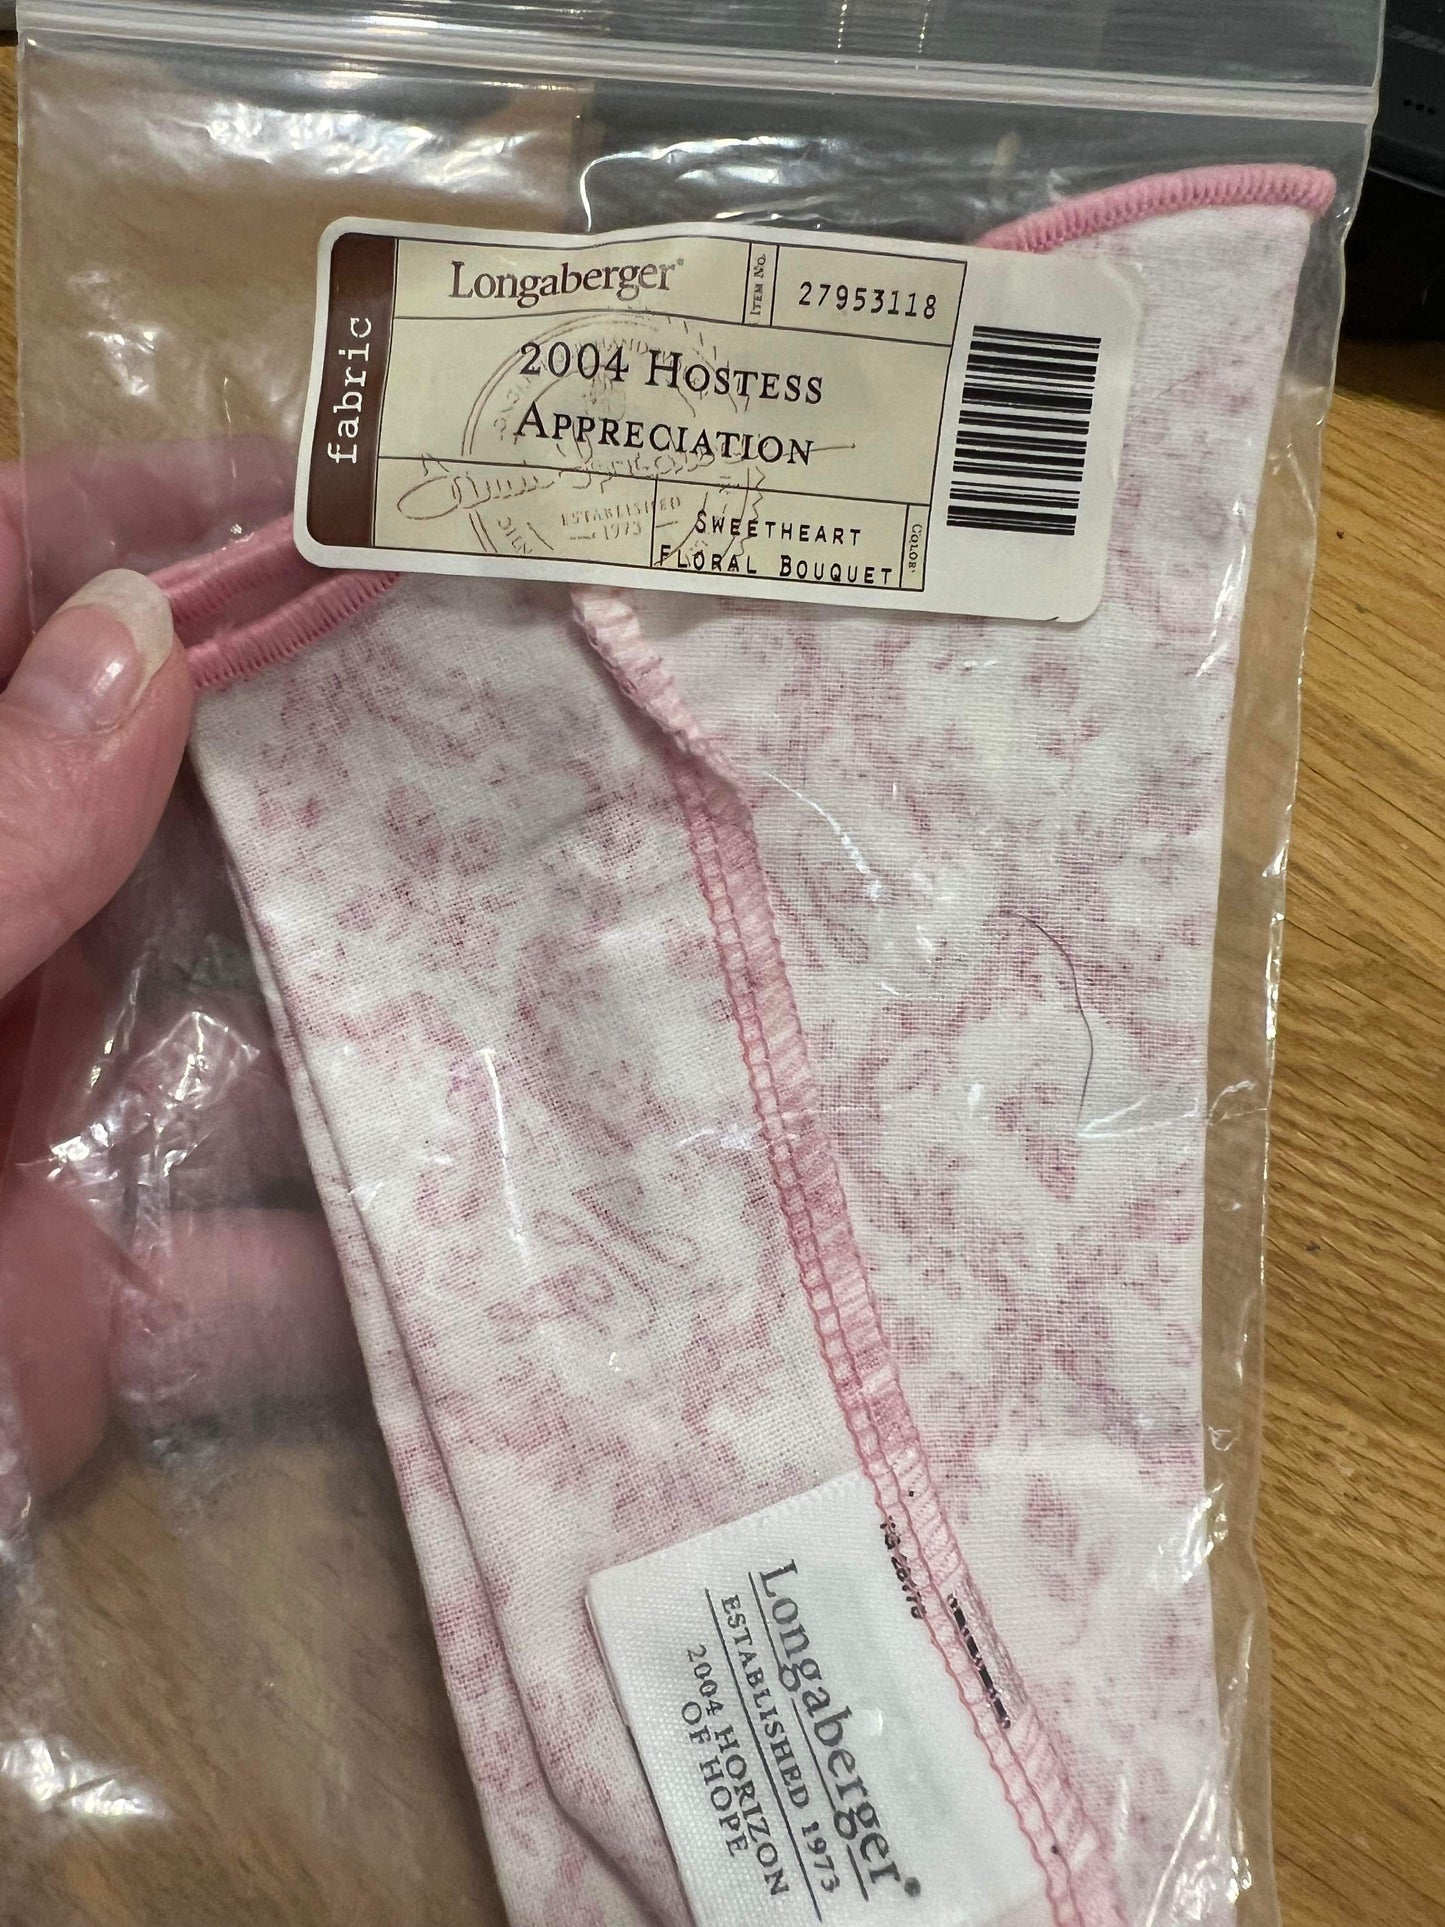 fabric
Longaberger®
ITEM NO.
27953118
2004 HOSTESS
APPRECIATION
ESTABLISHED
1973
SWEETHEART
FLORAL BOUQUET
COLOR
Longaberger®
ESTABLISHED 1973
2004 HORIZON
OF HOPE